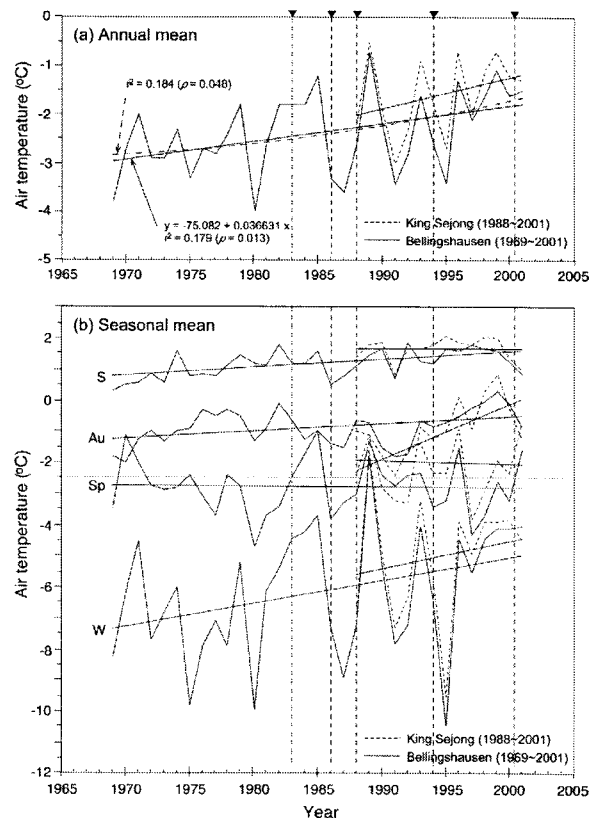 (a) Annual mean
0
-1
-2
-3
-4
-5
Air temperature (ºC)
r² = 0.184 (p = 0.048)
y = -75.082 + 0.036631 x
r² = 0.179 (p = 0.013)
King Sejong (1988~2001)
Bellingshausen (1969~2001)
1965 1970 1975 1980 1985 1990 1995 2000 2005
(b) Seasonal mean
2
0
-2
-4
-6
-8
-10
-12
Air temperature (ºC)
S
Au
Sp
W
King Sejong (1988~2001)
Bellingshausen (1969~2001)
1965 1970 1975 1980 1985 1990 1995 2000 2005
Year